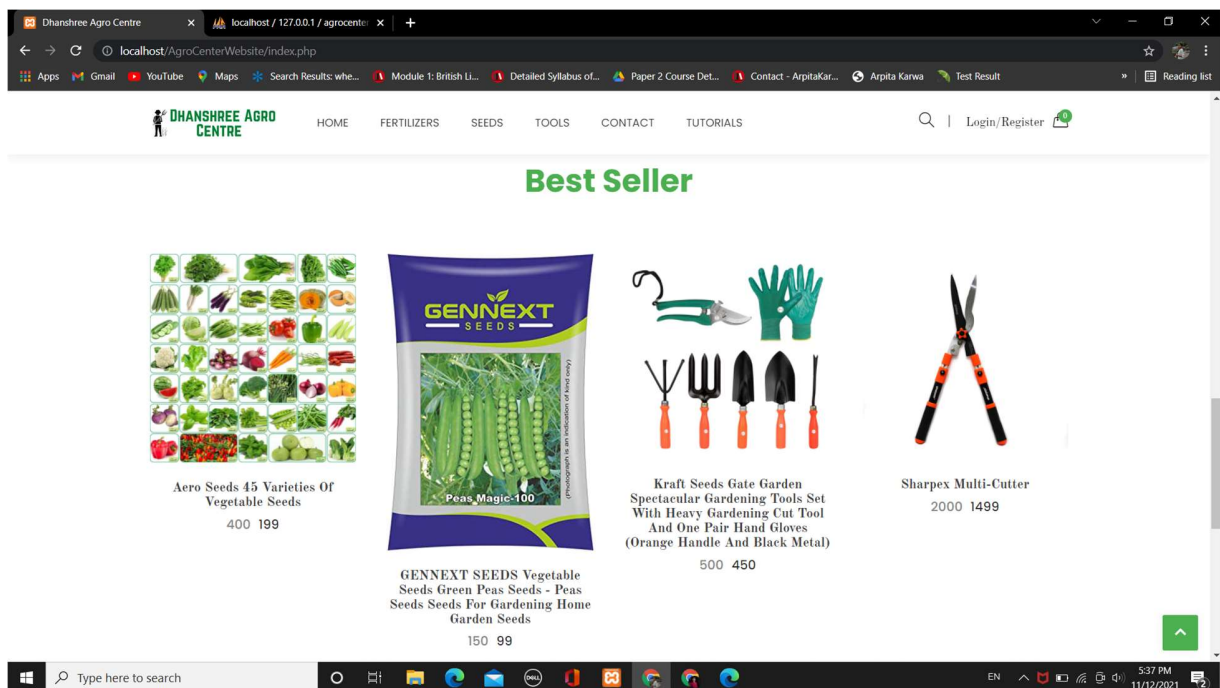 Dhanshree Agro Centre
localhost / 127.0.0.1 / agrocenter
localhost/AgroCenterWebsite/index.php
Apps Gmail YouTube Maps Search Results: whe... Module 1: British Li... Detailed Syllabus of... Paper 2 Course Det... Contact - ArpitaKar... Arpita Karwa Test Result » Reading list
DHANSHREE AGRO
CENTRE
HOME FERTILIZERS SEEDS TOOLS CONTACT TUTORIALS
| Login/Register 0
Best Seller
GENNEXT
SEEDS
(Photograph is an indication of kind only)
Peas Magic-100
Aero Seeds 45 Varieties Of
Vegetable Seeds
400 199
GENNEXT SEEDS Vegetable
Seeds Green Peas Seeds - Peas
Seeds Seeds For Gardening Home
Garden Seeds
150 99
Kraft Seeds Gate Garden
Spectacular Gardening Tools Set
With Heavy Gardening Cut Tool
And One Pair Hand Gloves
(Orange Handle And Black Metal)
500 450
Sharpex Multi-Cutter
2000 1499
Type here to search
DELL
EN
5:37 PM
11/12/2021
2